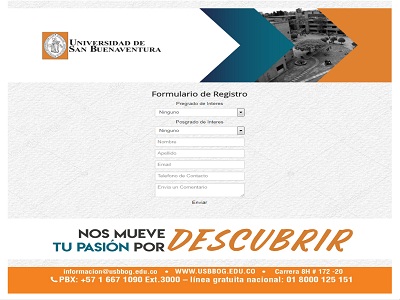 UNIVERSIDAD DE
SAN BUENAVENTURA
Formulario de Registro
Pregrado de Interes
Ninguno
Posgrado de Interes
Ninguno
Nombre
Apellido
Email
Telefono de Contacto
Envia un Comentario
Enviar
NOS MUEVE
TU PASIÓN POR DESCUBRIR
informacion@usbbog.edu.co • WWW.USBBOG.EDU.CO • Carrera 8H # 172 -20
PBX: +57 1 667 1090 Ext.3000 – línea gratuita nacional: 01 8000 125 151